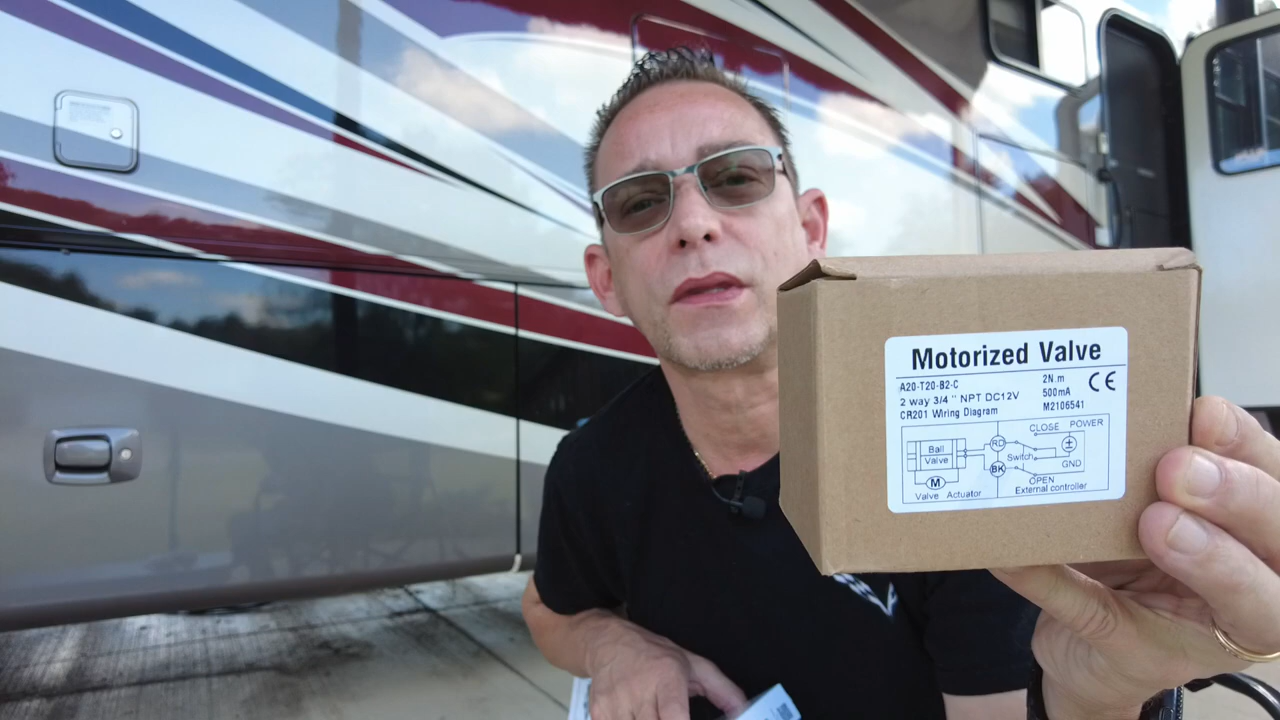 Motorized Valve
A20-T20-B2-C 2N.m
2 way 3/4 " NPT DC12V 500mA
CR201 Wiring Diagram M2106541
CE
CLOSE POWER
Ball RD ±
Valve Switch
BK GND
M OPEN
Valve Actuator External controller